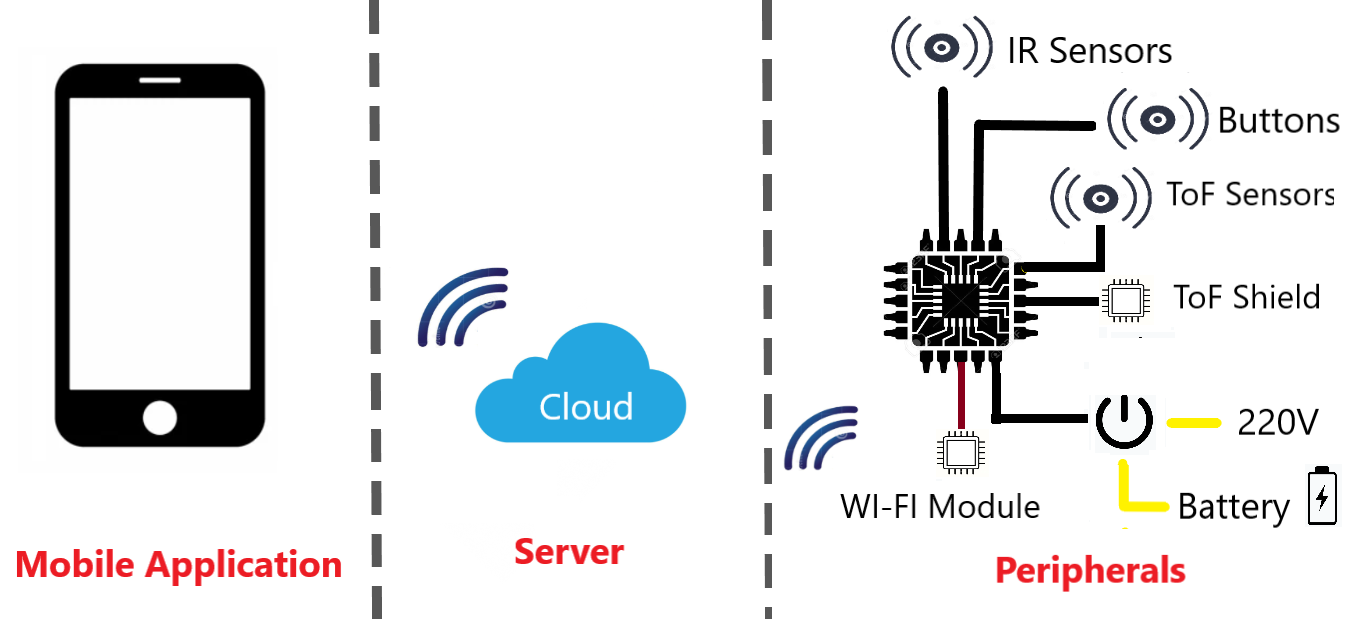 Mobile Application
Cloud
Server
IR Sensors
Buttons
ToF Sensors
ToF Shield
220V
Battery
WI-FI Module
Peripherals